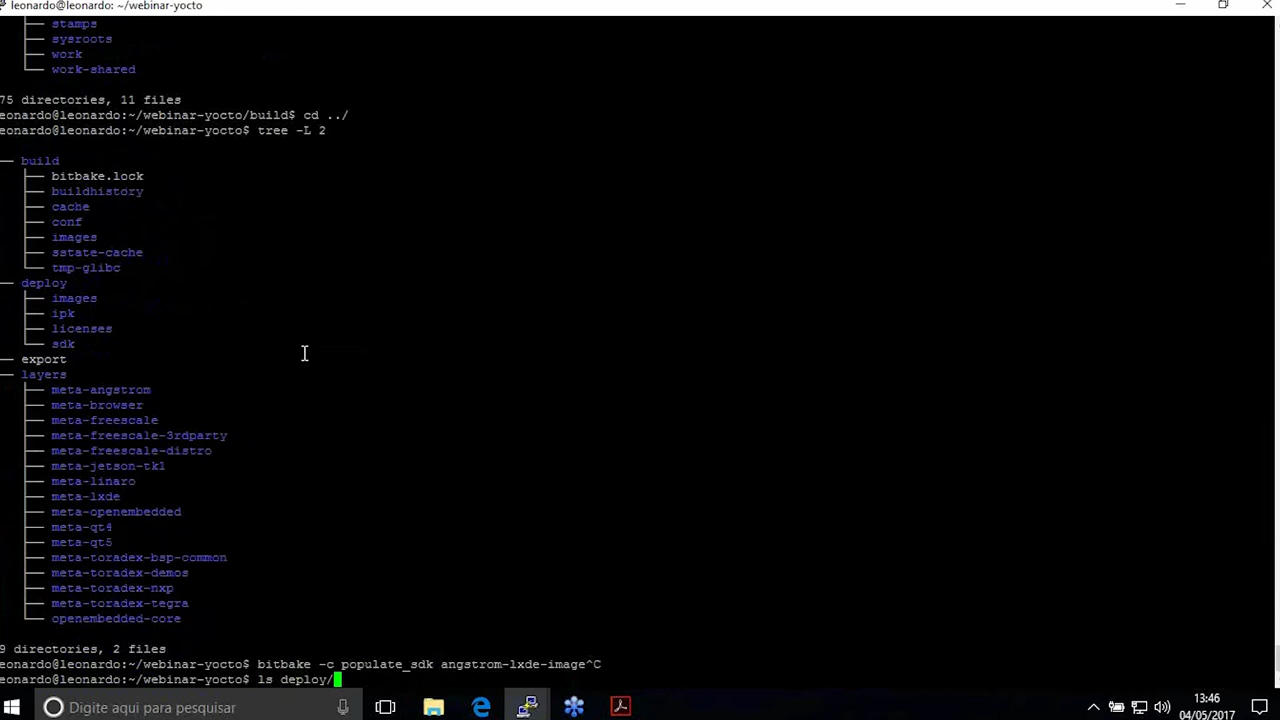 leonardo@leonardo: ~/webinar-yocto
stamps
sysroots
work
work-shared
75 directories, 11 files
eonardo@leonardo:~/webinar-yocto/build$ cd ../
eonardo@leonardo:~/webinar-yocto$ tree -L 2
build
bitbake.lock
buildhistory
cache
conf
images
sstate-cache
tmp-glibc
deploy
images
ipk
licenses
sdk
export
layers
meta-angstrom
meta-browser
meta-freescale
meta-freescale-3rdparty
meta-freescale-distro
meta-jetson-tk1
meta-linaro
meta-lxde
meta-openembedded
meta-qt4
meta-qt5
meta-toradex-bsp-common
meta-toradex-demos
meta-toradex-nxp
meta-toradex-tegra
openembedded-core
9 directories, 2 files
eonardo@leonardo:~/webinar-yocto$ bitbake -c populate_sdk angstrom-lxde-image^C
eonardo@leonardo:~/webinar-yocto$ ls deploy/
Digite aqui para pesquisar
13:46
04/05/2017